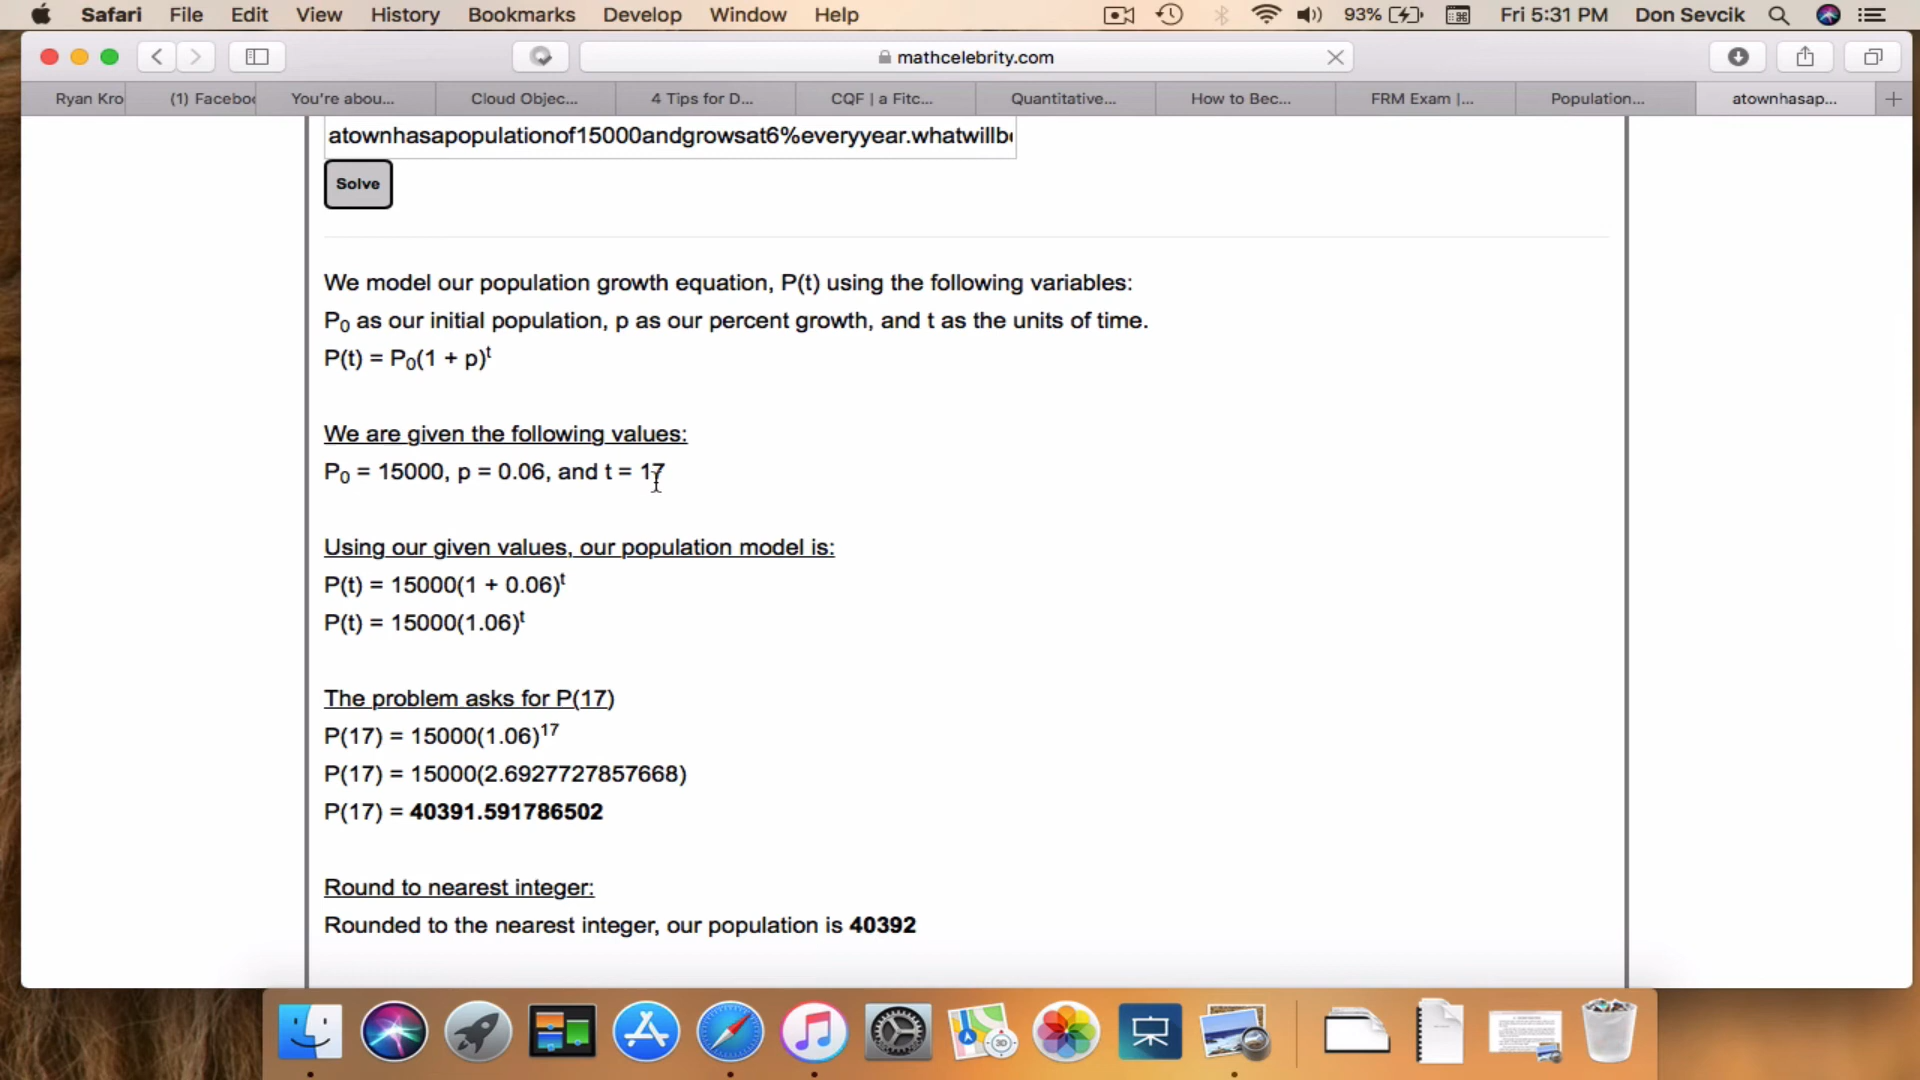 Safari File Edit View History Bookmarks Develop Window Help 93% Fri 5:31 PM Don Sevcik
mathcelebrity.com
Ryan Kro (1) Faceboo You're abou... Cloud Objec... 4 Tips for D... CQF | a Fitc... Quantitative... How to Bec... FRM Exam |... Population... atownhasap...
atownhasapopulationof15000andgrowsat6%everyyear.whatwillb
Solve
We model our population growth equation, P(t) using the following variables:
P₀ as our initial population, p as our percent growth, and t as the units of time.
P(t) = P₀(1 + p)ᵗ
We are given the following values:
P₀ = 15000, p = 0.06, and t = 17
Using our given values, our population model is:
P(t) = 15000(1 + 0.06)ᵗ
P(t) = 15000(1.06)ᵗ
The problem asks for P(17)
P(17) = 15000(1.06)¹⁷
P(17) = 15000(2.6927727857668)
P(17) = 40391.591786502
Round to nearest integer:
Rounded to the nearest integer, our population is 40392
3D